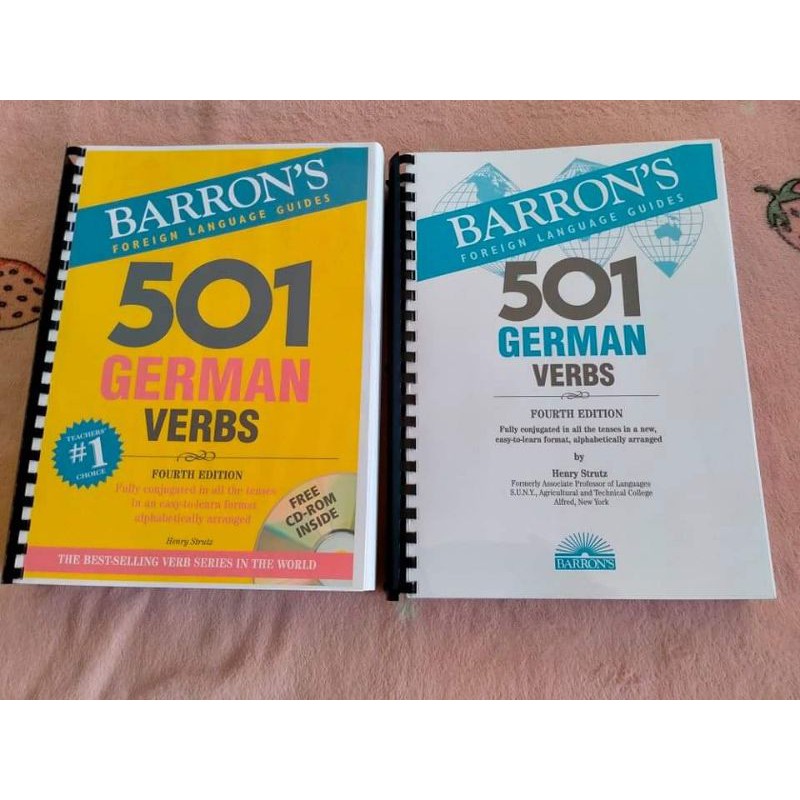 BARRON'S
FOREIGN LANGUAGE GUIDES
501
GERMAN
VERBS
TEACHERS'
#1
CHOICE
FOURTH EDITION
Fully conjugated in all the tenses
in an easy-to-learn format
alphabetically arranged
Henry Strutz
FREE
CD-ROM
INSIDE
THE BEST-SELLING VERB SERIES IN THE WORLD
BARRON'S
FOREIGN LANGUAGE GUIDES
501
GERMAN
VERBS
FOURTH EDITION
Fully conjugated in all the tenses in a new,
easy-to-learn format, alphabetically arranged
by
Henry Strutz
Formerly Associate Professor of Languages
S.U.N.Y., Agricultural and Technical College
Alfred, New York
BARRON'S